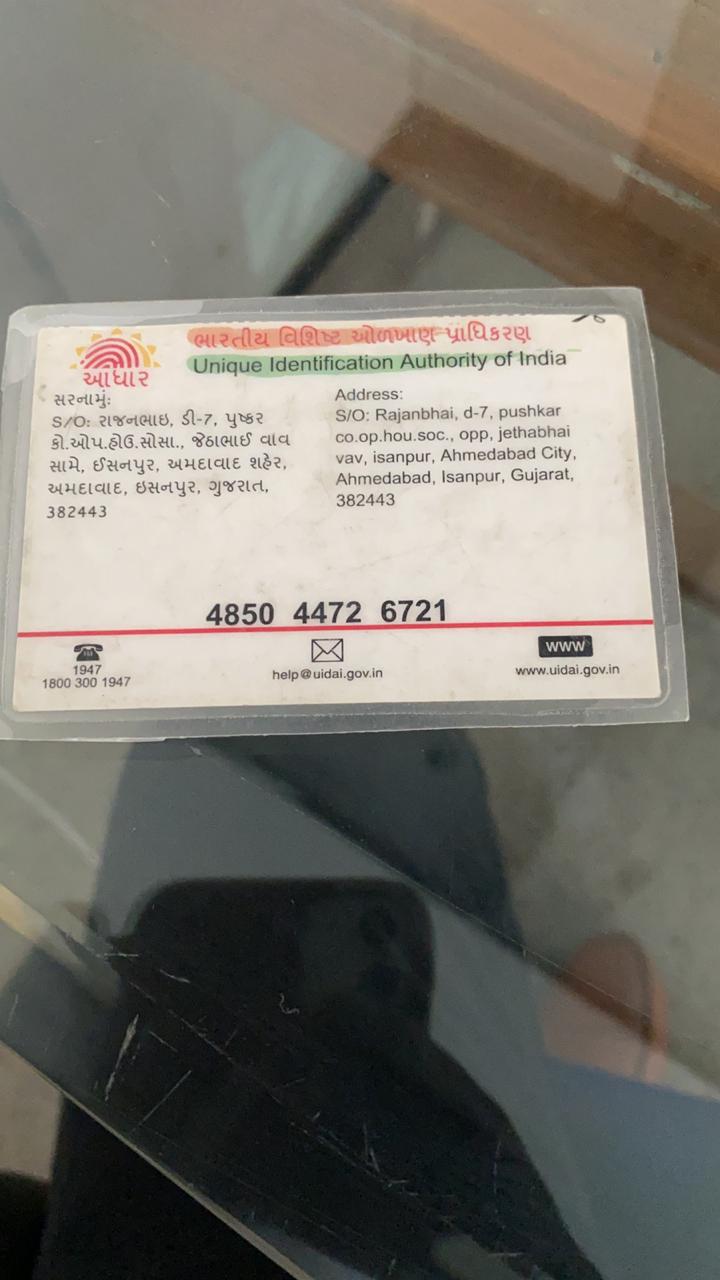 ભારતીય વિશિષ્ટ ઓળખાણ પ્રાધિકરણ
Unique Identification Authority of India
આધાર
સરનામું:
S/O: રાજનભાઇ, ડી-7, પુષ્કર
કો.ઓપ.હોઉ.સોસા., જેઠાભાઈ વાવ
સામે, ઈસનપુર, અમદાવાદ શહેર,
અમદાવાદ, ઇસનપુર, ગુજરાત,
382443
Address:
S/O: Rajanbhai, d-7, pushkar
co.op.hou.soc., opp, jethabhai
vav, isanpur, Ahmedabad City,
Ahmedabad, Isanpur, Gujarat,
382443
4850 4472 6721
1947
1800 300 1947
help@uidai.gov.in
WWW
www.uidai.gov.in